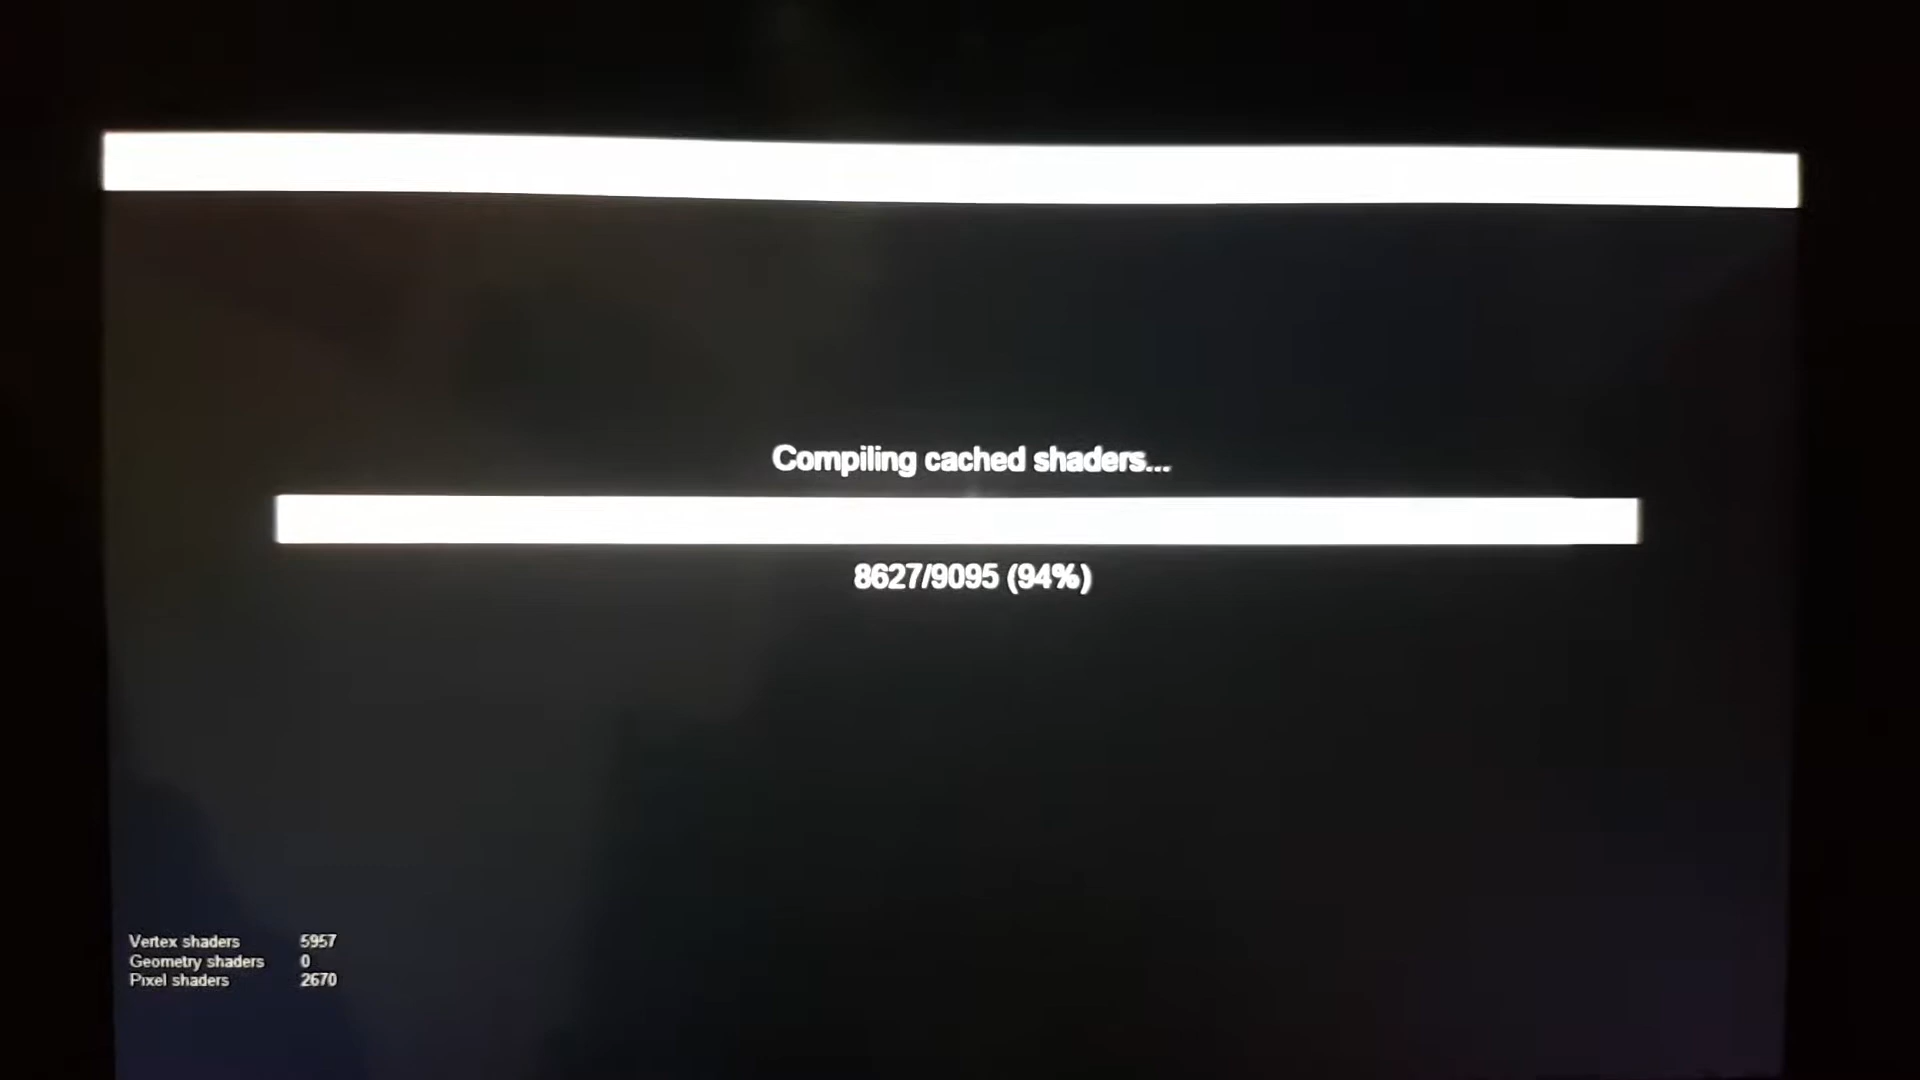 Compiling cached shaders...
8627/9095 (94%)
Vertex shaders 5957
Geometry shaders 0
Pixel shaders 2670